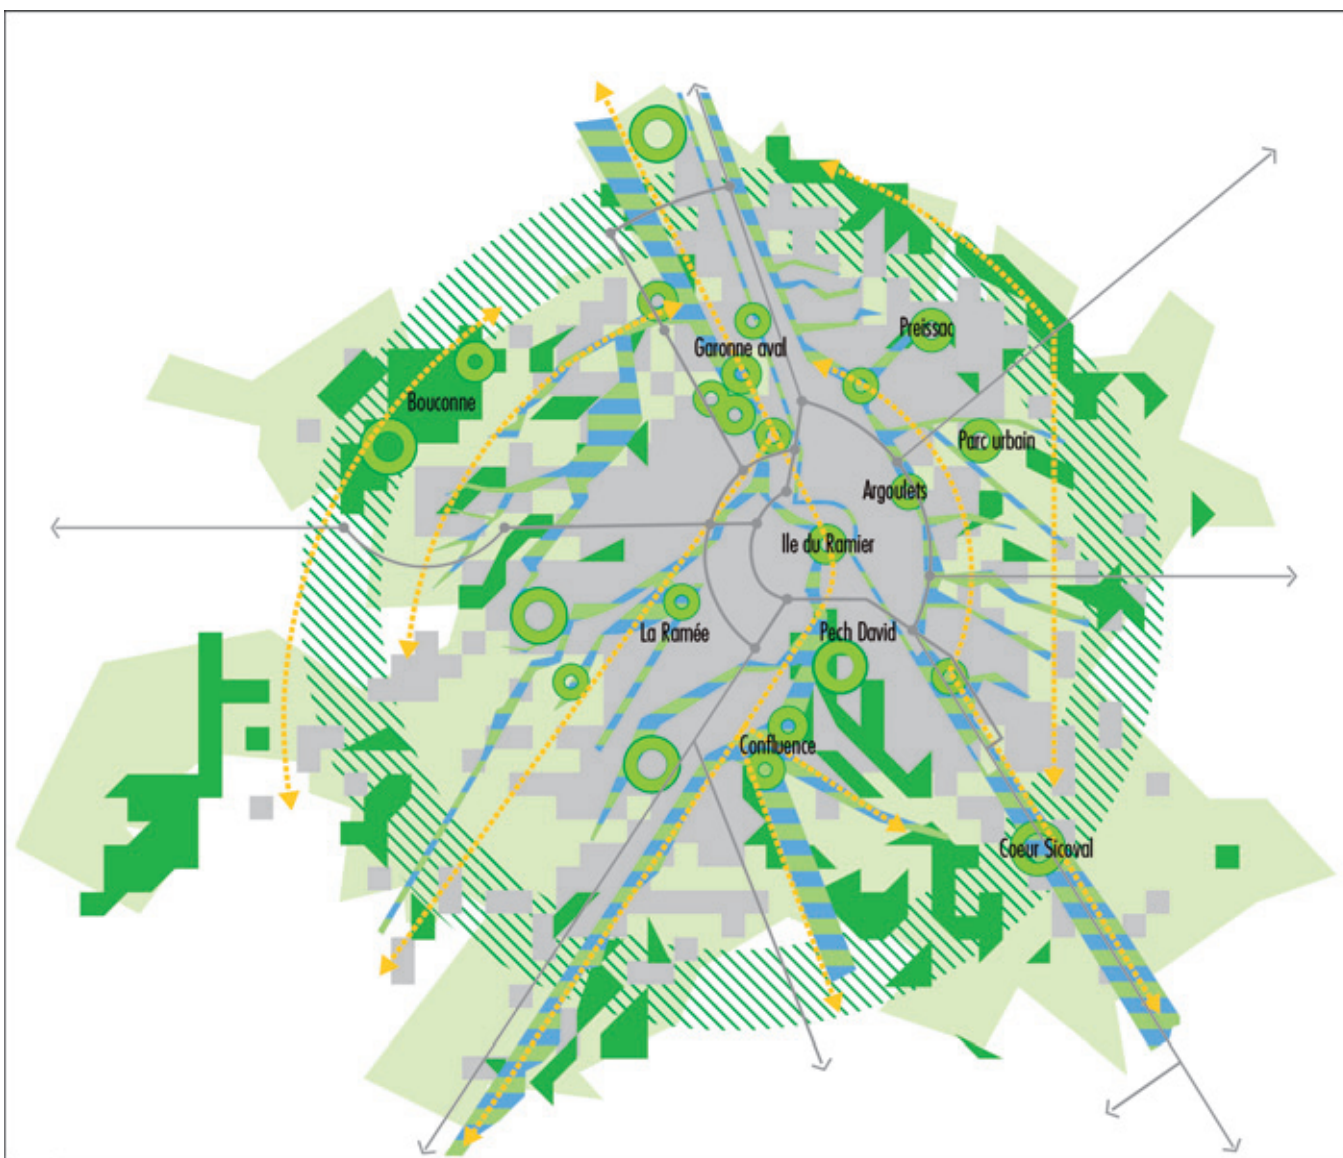 Preissac
Garonne aval
Bouconne
Parc urbain
Argoulets
Ile du Ramier
La Ramée
Pech David
Confluence
Coeur Sicoval